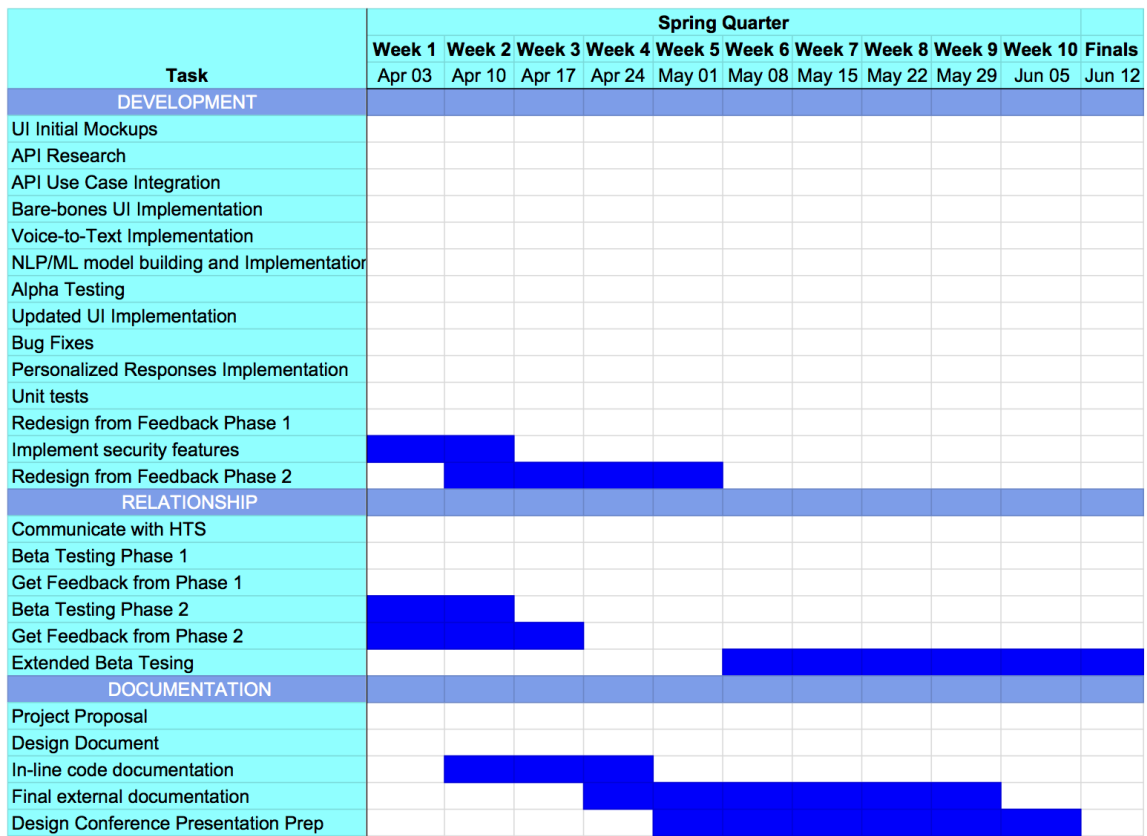 Spring Quarter
Week 1 Week 2 Week 3 Week 4 Week 5 Week 6 Week 7 Week 8 Week 9 Week 10 Finals
Task Apr 03 Apr 10 Apr 17 Apr 24 May 01 May 08 May 15 May 22 May 29 Jun 05 Jun 12
DEVELOPMENT
UI Initial Mockups
API Research
API Use Case Integration
Bare-bones UI Implementation
Voice-to-Text Implementation
NLP/ML model building and Implementation
Alpha Testing
Updated UI Implementation
Bug Fixes
Personalized Responses Implementation
Unit tests
Redesign from Feedback Phase 1
Implement security features
Redesign from Feedback Phase 2
RELATIONSHIP
Communicate with HTS
Beta Testing Phase 1
Get Feedback from Phase 1
Beta Testing Phase 2
Get Feedback from Phase 2
Extended Beta Tesing
DOCUMENTATION
Project Proposal
Design Document
In-line code documentation
Final external documentation
Design Conference Presentation Prep